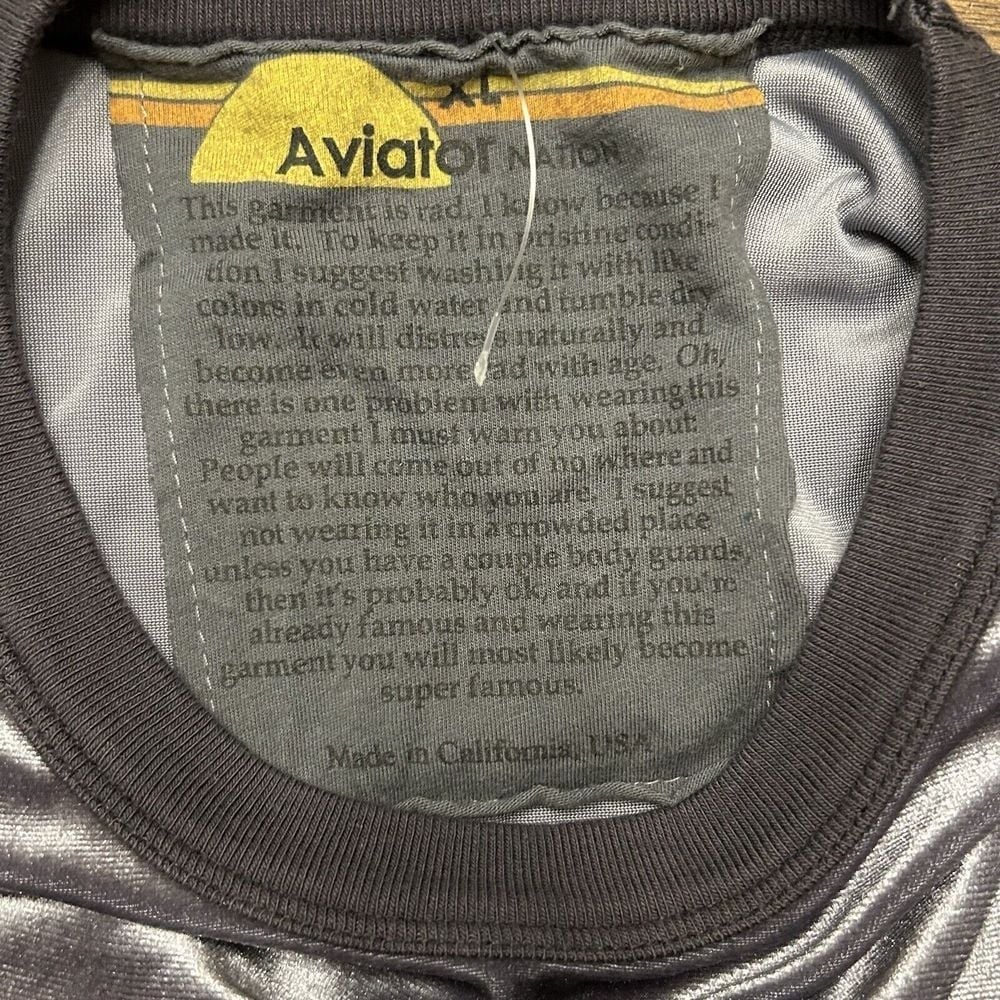 XL
Aviator NATION
This garment is rad. I know because I
made it. To keep it in pristine condi-
tion I suggest washing it with like
colors in cold water and tumble dry
low. It will distress naturally and
become even more rad with age. Oh,
there is one problem with wearing this
garment I must warn you about:
People will come out of no where and
want to know who you are. I suggest
not wearing it in a crowded place
unless you have a couple body guards,
then it's probably ok, and if you're
already famous and wearing this
garment you will most likely become
super famous.
Made in California, USA